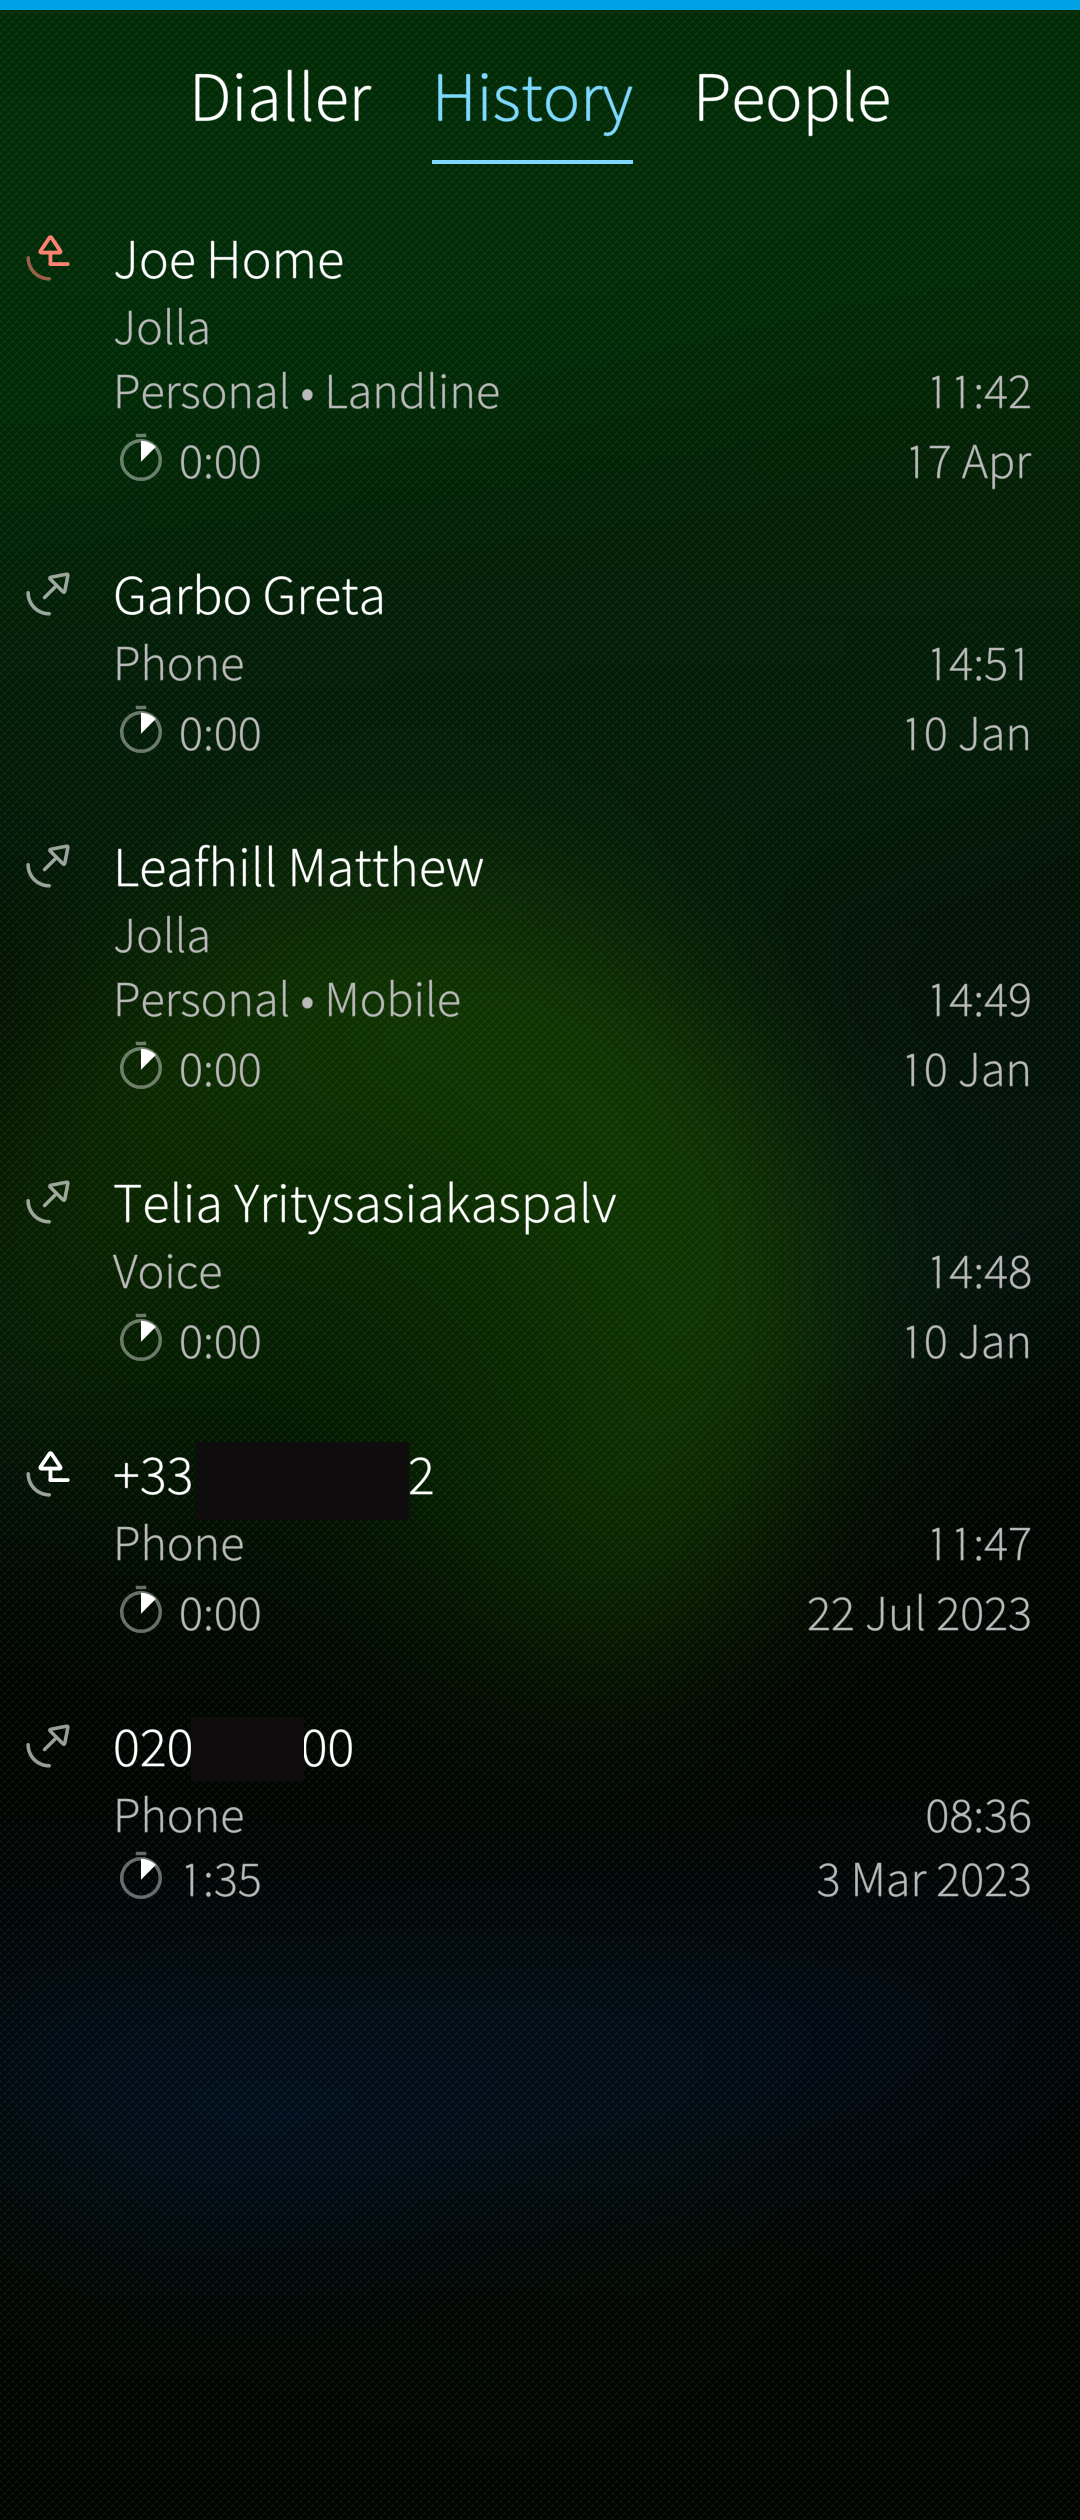 Dialler History People
Joe Home
Jolla
Personal • Landline 11:42
0:00 17 Apr
Garbo Greta
Phone 14:51
0:00 10 Jan
Leafhill Matthew
Jolla
Personal • Mobile 14:49
0:00 10 Jan
Telia Yritysasiakaspalv
Voice 14:48
0:00 10 Jan
+33 2
Phone 11:47
0:00 22 Jul 2023
020 00
Phone 08:36
1:35 3 Mar 2023